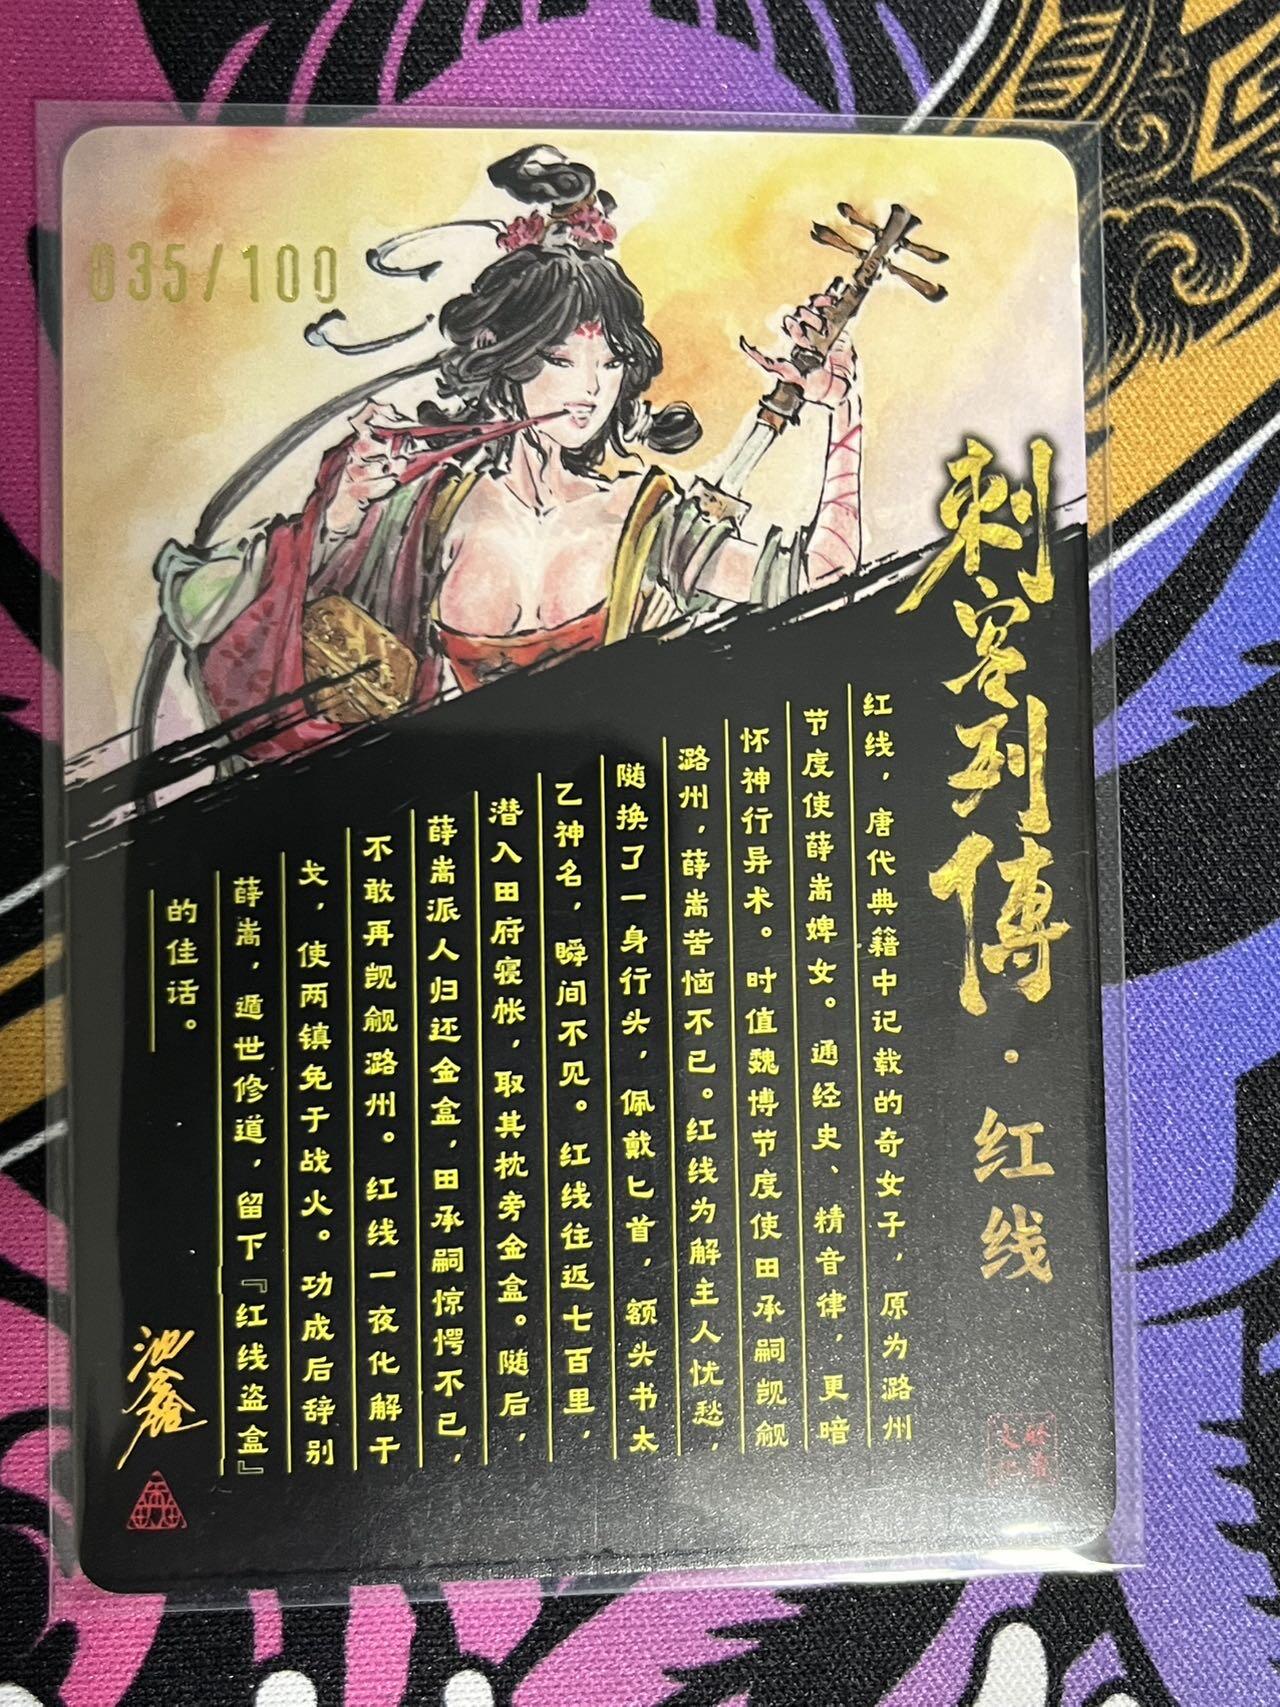 035/100
刺客列傳·红线
红线，唐代典籍中记载的奇女子，原为潞州
节度使薛嵩婢女。通经史、精音律，更暗
怀神行异术。时值魏博节度使田承嗣觊觎
潞州，薛嵩苦恼不已。红线为解主人忧愁，
随换了一身行头，佩戴匕首，额头书太
乙神名，瞬间不见。红线往返七百里，
潜入田府寝帐，取其枕旁金盒。随后，
薛嵩派人归还金盒，田承嗣惊愕不已，
不敢再觊觎潞州。红线一夜化解干
戈，使两镇免于战火。功成后辞别
薛嵩，遁世修道，留下『红线盗盒』
的佳话。